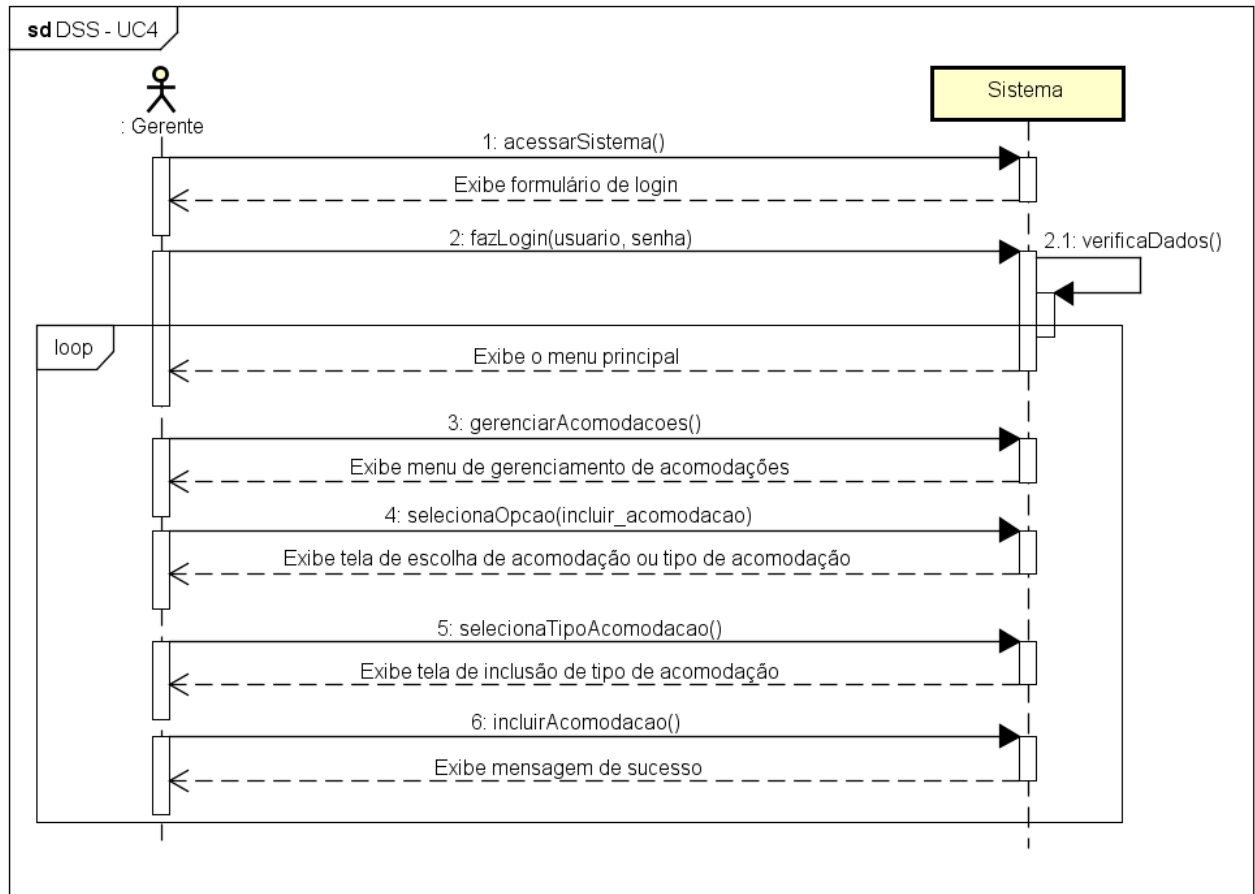 sd DSS - UC4
: Gerente
Sistema
1: acessarSistema()
Exibe formulário de login
2: fazLogin(usuario, senha)
2.1: verificaDados()
loop
Exibe o menu principal
3: gerenciarAcomodacoes()
Exibe menu de gerenciamento de acomodações
4: selecionaOpcao(incluir_acomodacao)
Exibe tela de escolha de acomodação ou tipo de acomodação
5: selecionaTipoAcomodacao()
Exibe tela de inclusão de tipo de acomodação
6: incluirAcomodacao()
Exibe mensagem de sucesso